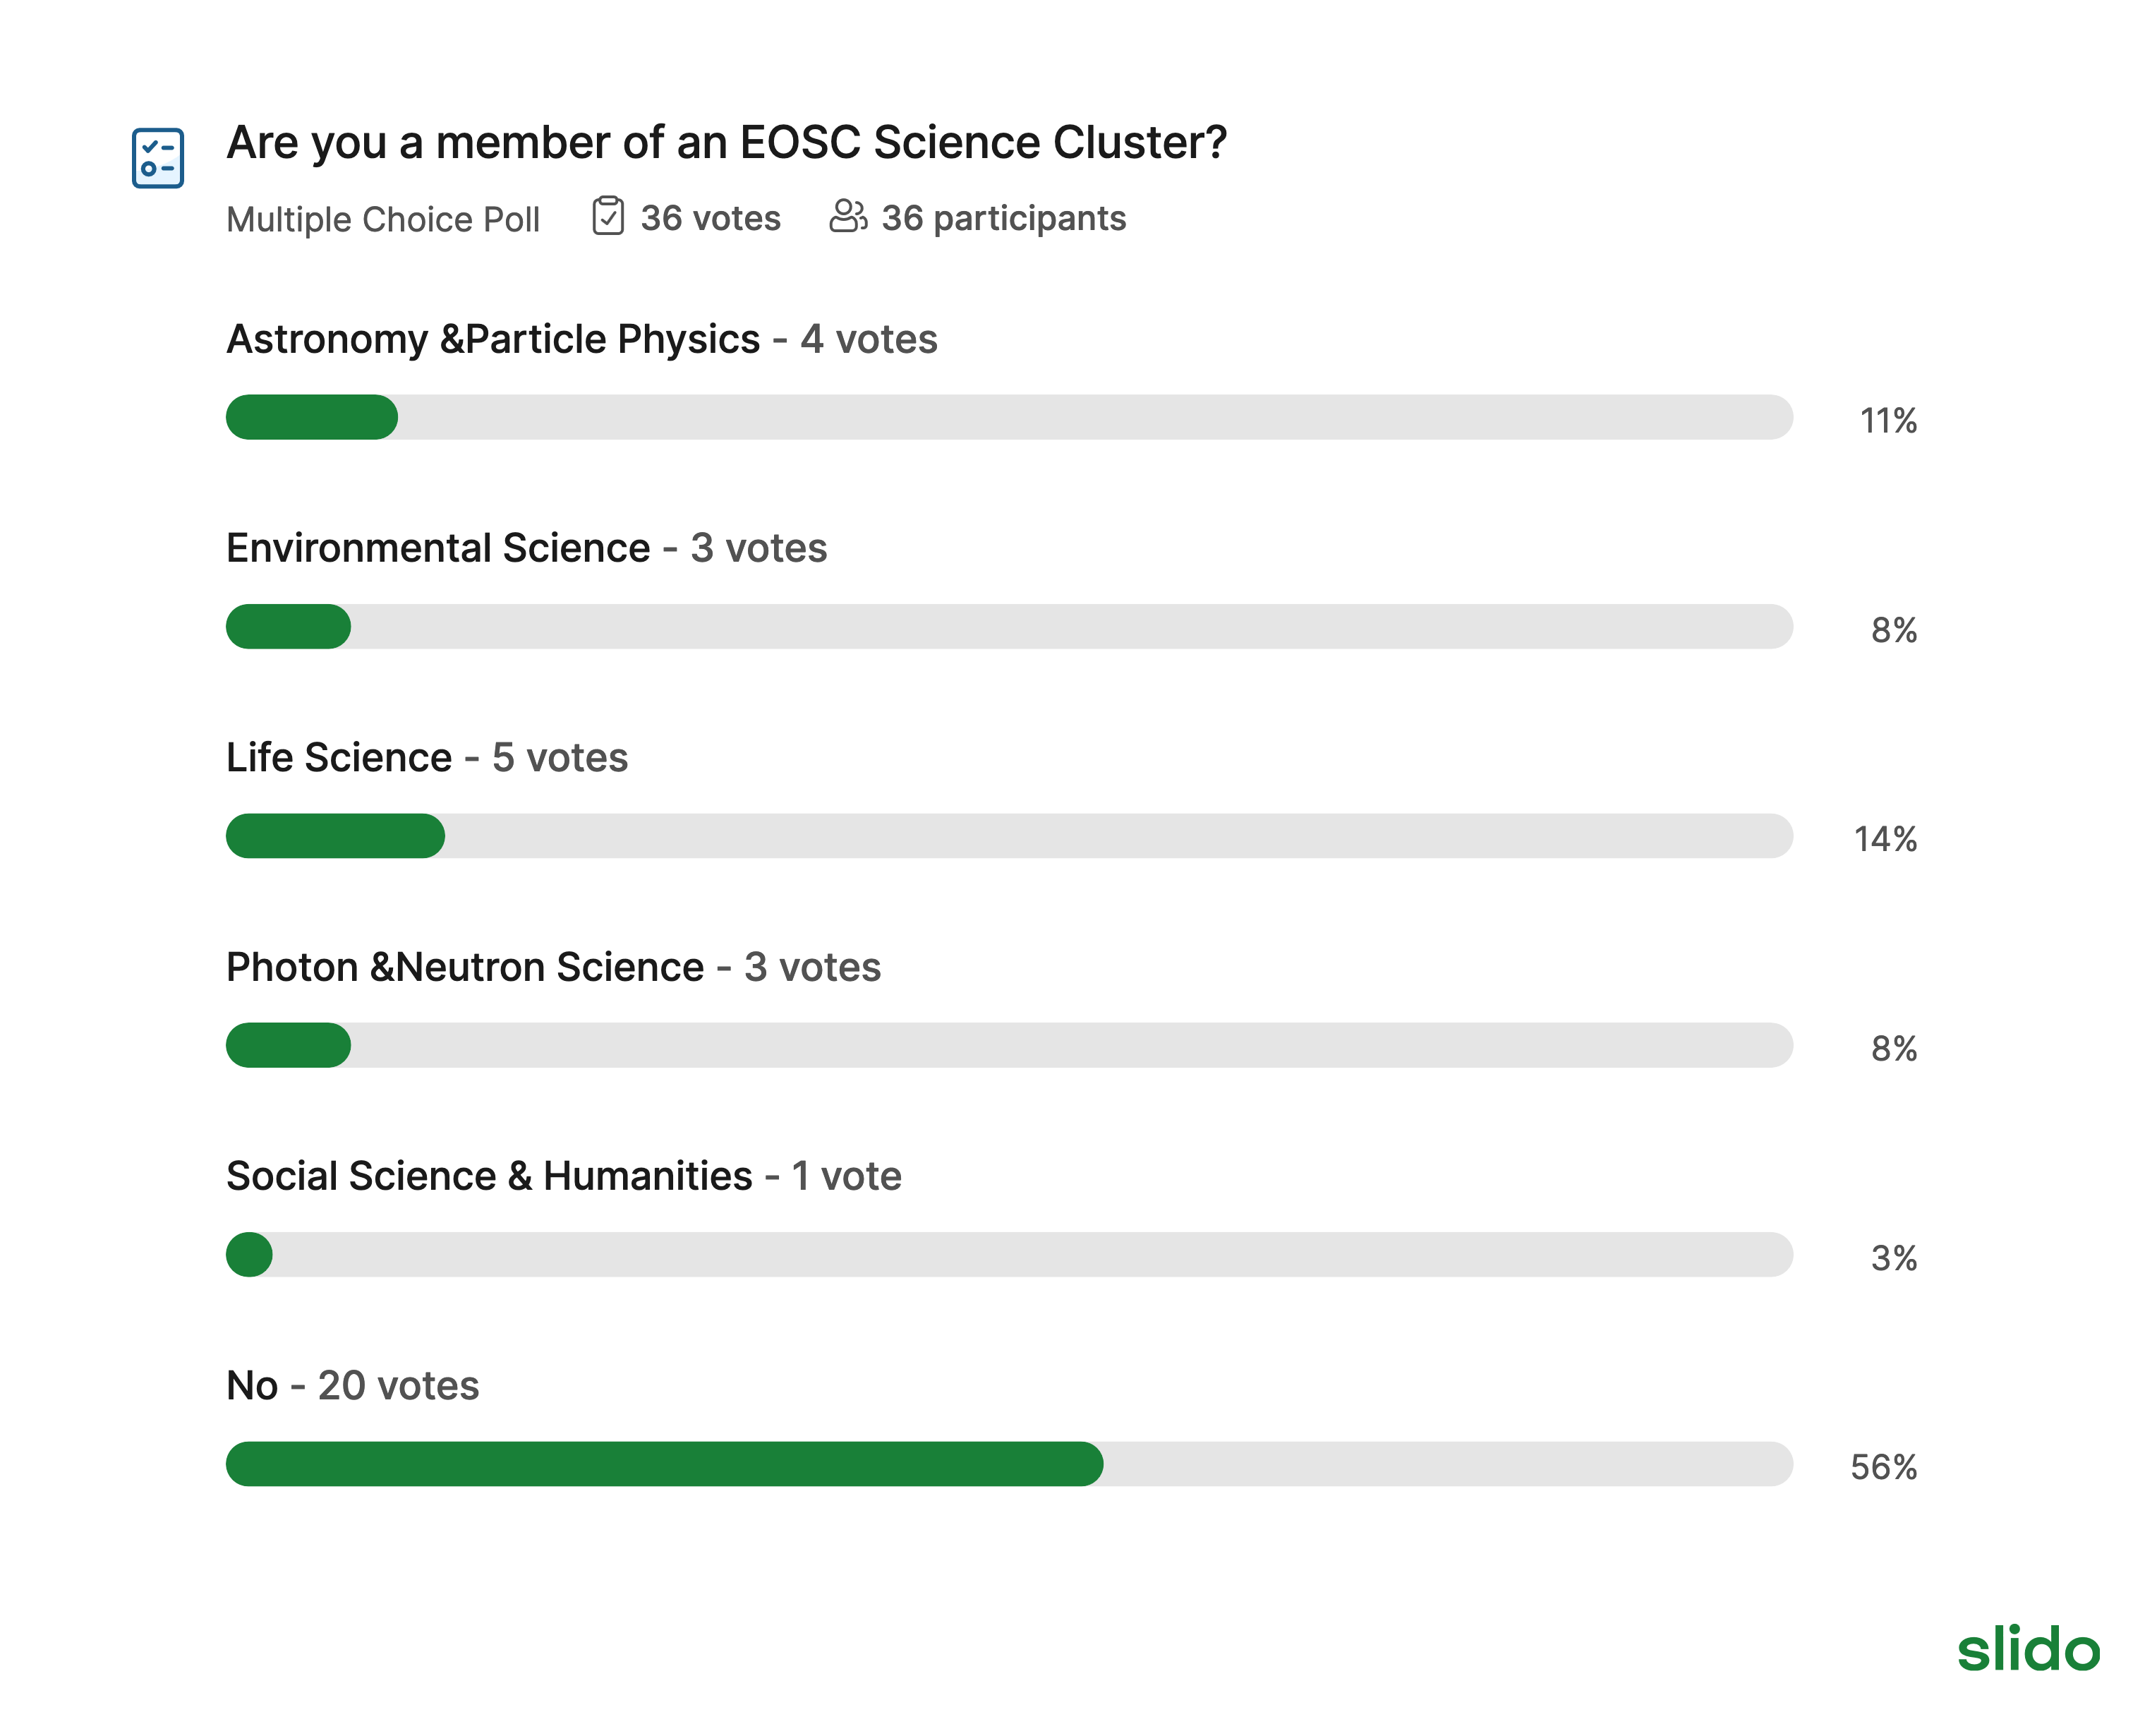 Are you a member of an EOSC Science Cluster?
Multiple Choice Poll 36 votes 36 participants
Astronomy &Particle Physics - 4 votes
11%
Environmental Science - 3 votes
8%
Life Science - 5 votes
14%
Photon &Neutron Science - 3 votes
8%
Social Science & Humanities - 1 vote
3%
No - 20 votes
56%
slido